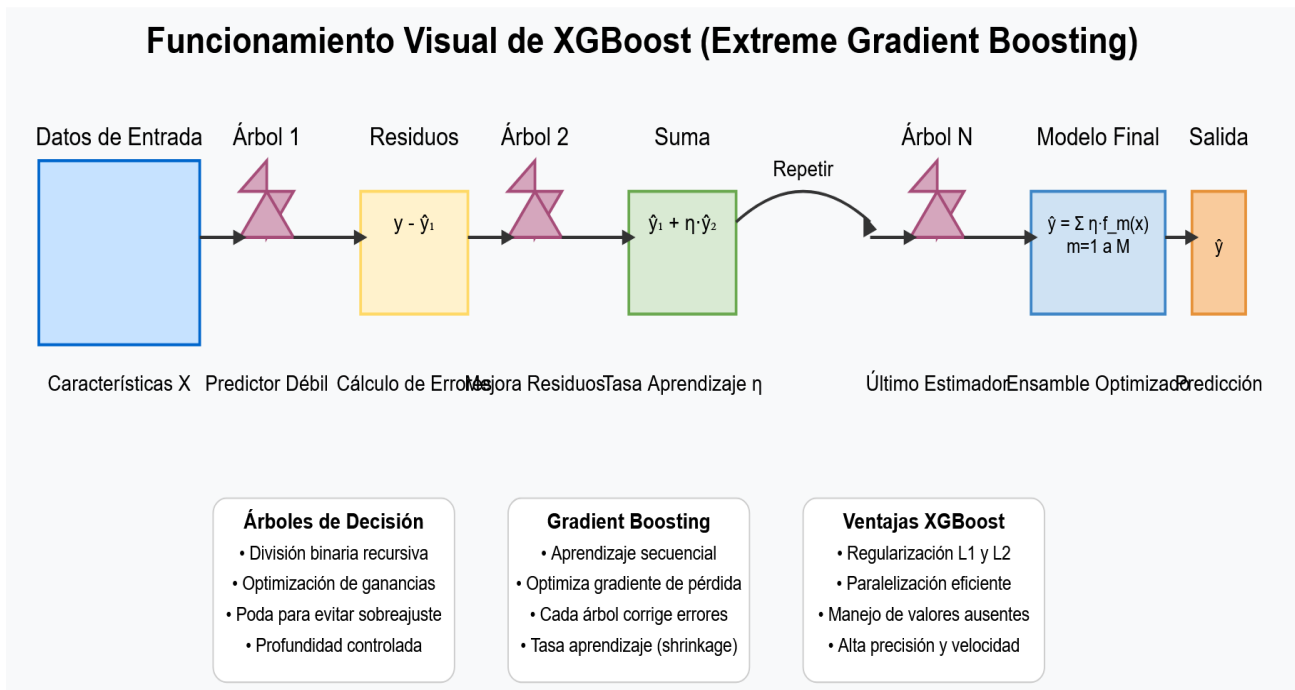 Funcionamiento Visual de XGBoost (Extreme Gradient Boosting)
Datos de Entrada
Árbol 1
Residuos
Árbol 2
Suma
Repetir
Árbol N
Modelo Final
Salida
y - ŷ₁
ŷ₁ + η·ŷ₂
ŷ = Σ η·f_m(x)
m=1 a M
ŷ
Características X
Predictor Débil
Cálculo de Errores
Mejora Residuos
Tasa Aprendizaje η
Último Estimador
Ensamble Optimizado
Predicción
Árboles de Decisión
• División binaria recursiva
• Optimización de ganancias
• Poda para evitar sobreajuste
• Profundidad controlada
Gradient Boosting
• Aprendizaje secuencial
• Optimiza gradiente de pérdida
• Cada árbol corrige errores
• Tasa aprendizaje (shrinkage)
Ventajas XGBoost
• Regularización L1 y L2
• Paralelización eficiente
• Manejo de valores ausentes
• Alta precisión y velocidad